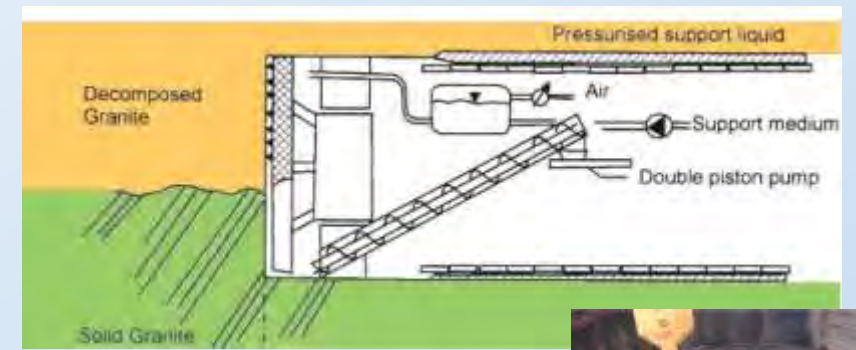 Pressurised support liquid
Decomposed
Granite
Air
Support medium
Double piston pump
Solid Granite